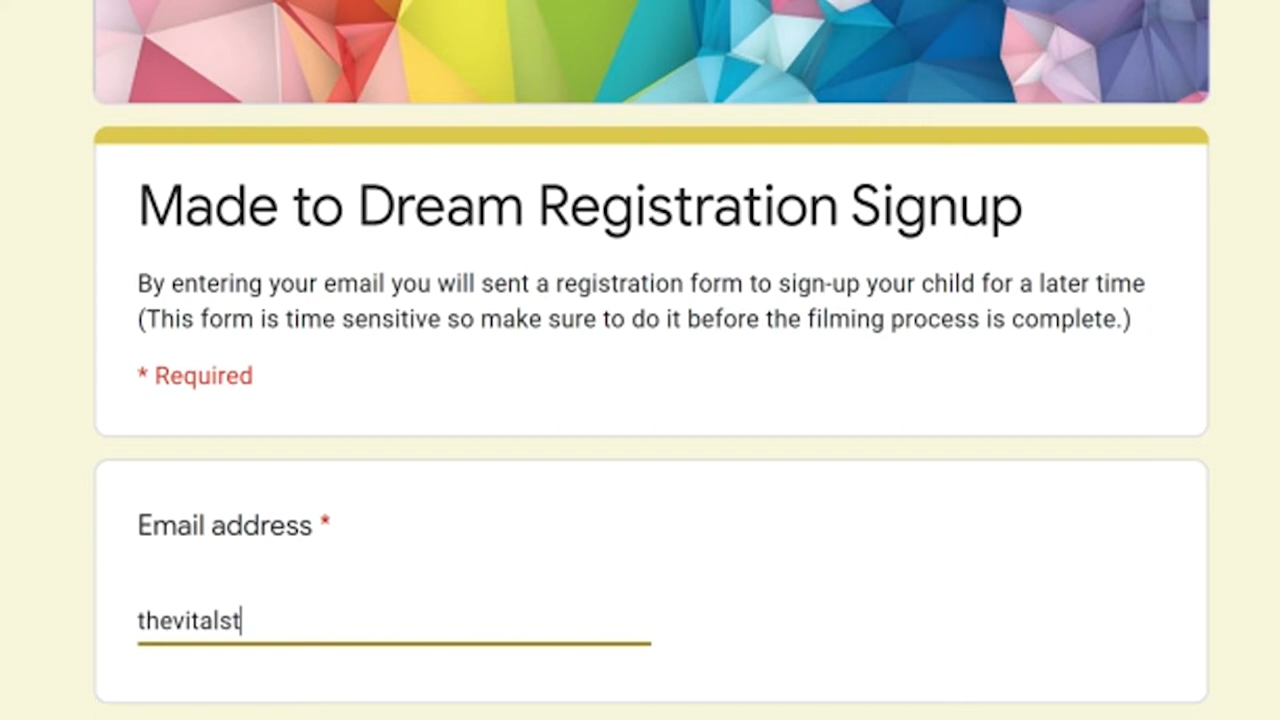 Made to Dream Registration Signup
By entering your email you will sent a registration form to sign-up your child for a later time
(This form is time sensitive so make sure to do it before the filming process is complete.)
* Required
Email address *
thevitalst